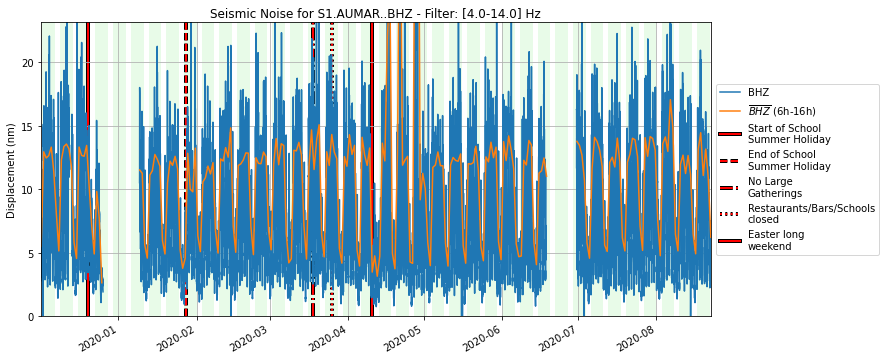 Seismic Noise for S1.AUMAR..BHZ - Filter: [4.0-14.0] Hz
Displacement (nm)
20
15
10
5
0
2020-01
2020-02
2020-03
2020-04
2020-05
2020-06
2020-07
2020-08
BHZ
BHZ (6h-16h)
Start of School
Summer Holiday
End of School
Summer Holiday
No Large
Gatherings
Restaurants/Bars/Schools
closed
Easter long
weekend